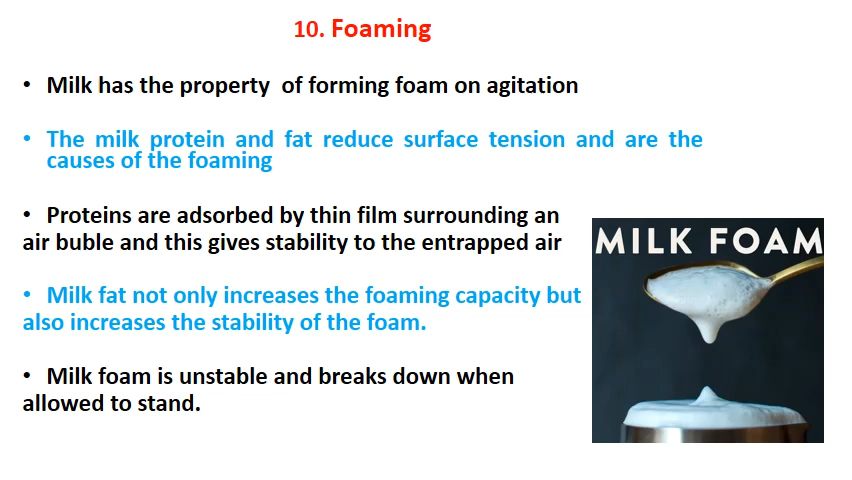 10. Foaming
• Milk has the property of forming foam on agitation
• The milk protein and fat reduce surface tension and are the
causes of the foaming
• Proteins are adsorbed by thin film surrounding an
air buble and this gives stability to the entrapped air
• Milk fat not only increases the foaming capacity but
also increases the stability of the foam.
• Milk foam is unstable and breaks down when
allowed to stand.
MILK FOAM